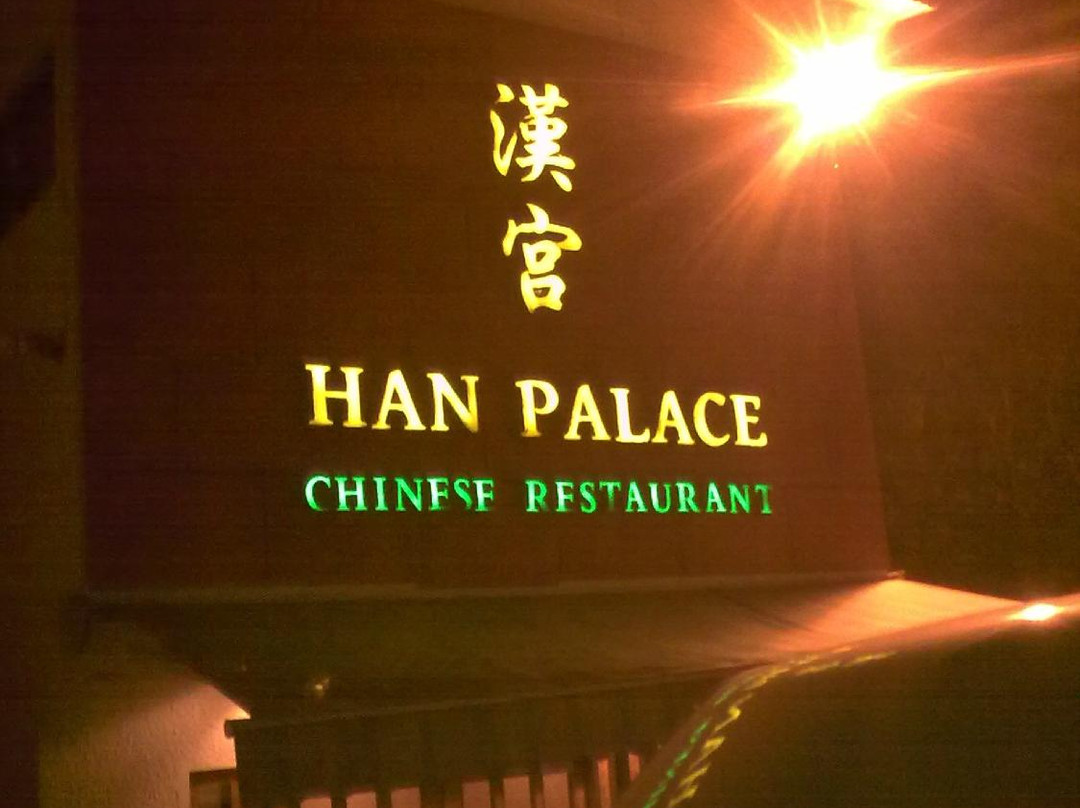 漢
宮
HAN PALACE
CHINESE RESTAURANT